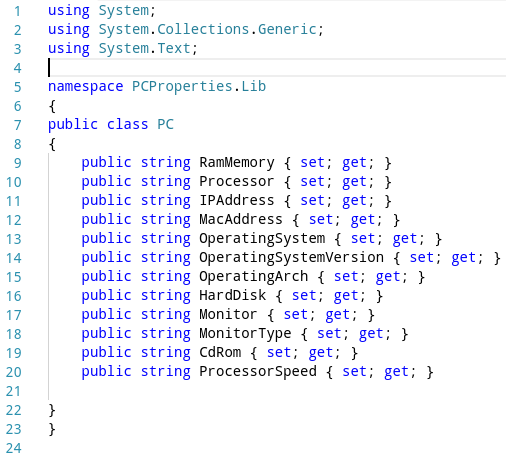 1 using System;
2 using System.Collections.Generic;
3 using System.Text;
4
5 namespace PCProperties.Lib
6 {
7 public class PC
8 {
9     public string RamMemory { set; get; }
10     public string Processor { set; get; }
11     public string IPAddress { set; get; }
12     public string MacAddress { set; get; }
13     public string OperatingSystem { set; get; }
14     public string OperatingSystemVersion { set; get; }
15     public string OperatingArch { set; get; }
16     public string HardDisk { set; get; }
17     public string Monitor { set; get; }
18     public string MonitorType { set; get; }
19     public string CdRom { set; get; }
20     public string ProcessorSpeed { set; get; }
21
22 }
23 }
24